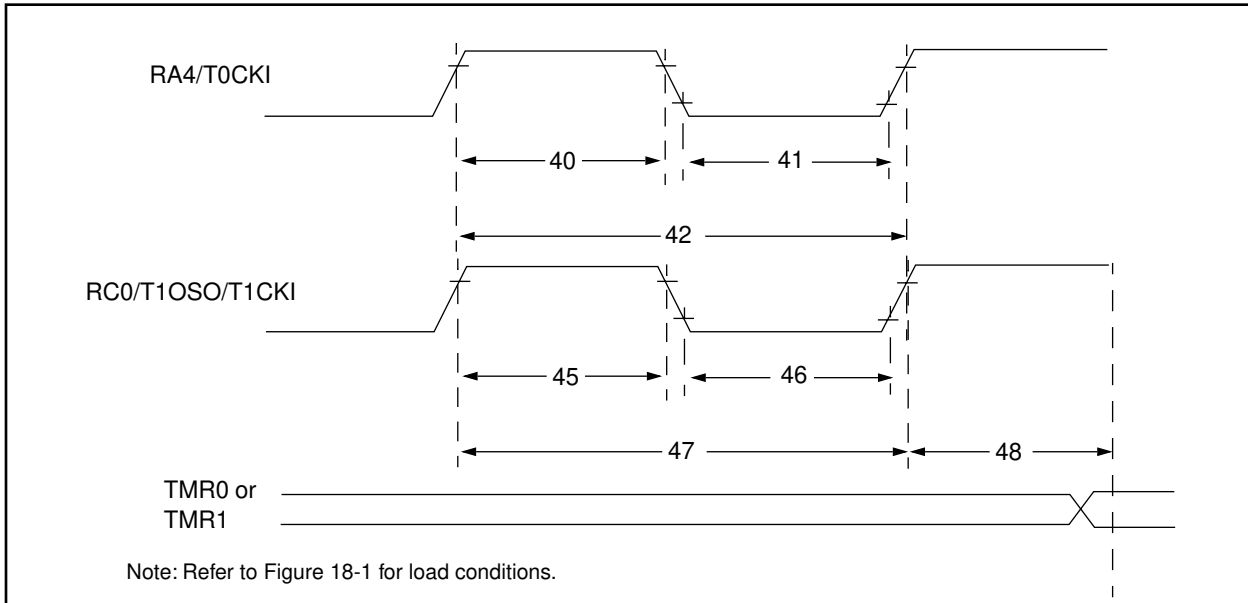 RA4/T0CKI
40
41
42
RC0/T1OSO/T1CKI
45
46
47
48
TMR0 or
TMR1
Note: Refer to Figure 18-1 for load conditions.